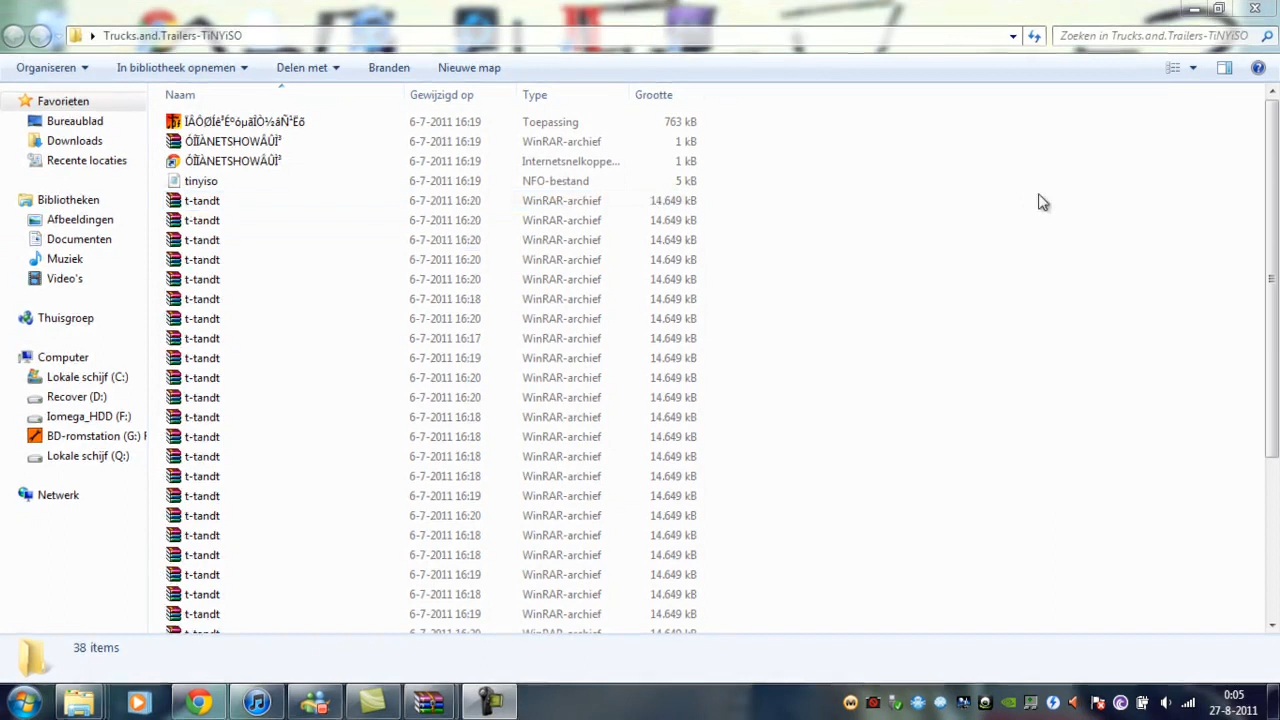 Trucks.and.Trailers-TiNYiSO
Zoeken in Trucks.and.Trailers-TiNYiSO
Organiseren
In bibliotheek opnemen
Delen met
Branden
Nieuwe map
Favorieten
Bureaublad
Downloads
Recente locaties
Bibliotheken
Afbeeldingen
Documenten
Muziek
Video's
Thuisgroep
Computer
Lokale schijf (C:)
Recover (D:)
Iomega_HDD (F:)
BD-romstation (G:) F
Lokale schijf (Q:)
Netwerk
Naam Gewijzigd op Type Grootte
6-7-2011 16:19 Toepassing 763 kB
ÓÎÏÀNETSHOWÂÛÌ³ 6-7-2011 16:19 WinRAR-archief 1 kB
ÓÎÏÀNETSHOWÂÛÌ³ 6-7-2011 16:19 Internetsnelkoppe... 1 kB
tinyiso 6-7-2011 16:19 NFO-bestand 5 kB
t-tandt 6-7-2011 16:20 WinRAR-archief 14.649 kB
t-tandt 6-7-2011 16:20 WinRAR-archief 14.649 kB
t-tandt 6-7-2011 16:20 WinRAR-archief 14.649 kB
t-tandt 6-7-2011 16:20 WinRAR-archief 14.649 kB
t-tandt 6-7-2011 16:20 WinRAR-archief 14.649 kB
t-tandt 6-7-2011 16:18 WinRAR-archief 14.649 kB
t-tandt 6-7-2011 16:20 WinRAR-archief 14.649 kB
t-tandt 6-7-2011 16:17 WinRAR-archief 14.649 kB
t-tandt 6-7-2011 16:19 WinRAR-archief 14.649 kB
t-tandt 6-7-2011 16:20 WinRAR-archief 14.649 kB
t-tandt 6-7-2011 16:20 WinRAR-archief 14.649 kB
t-tandt 6-7-2011 16:18 WinRAR-archief 14.649 kB
t-tandt 6-7-2011 16:18 WinRAR-archief 14.649 kB
t-tandt 6-7-2011 16:18 WinRAR-archief 14.649 kB
t-tandt 6-7-2011 16:18 WinRAR-archief 14.649 kB
t-tandt 6-7-2011 16:19 WinRAR-archief 14.649 kB
t-tandt 6-7-2011 16:20 WinRAR-archief 14.649 kB
t-tandt 6-7-2011 16:18 WinRAR-archief 14.649 kB
t-tandt 6-7-2011 16:18 WinRAR-archief 14.649 kB
t-tandt 6-7-2011 16:19 WinRAR-archief 14.649 kB
t-tandt 6-7-2011 16:18 WinRAR-archief 14.649 kB
t-tandt 6-7-2011 16:19 WinRAR-archief 14.649 kB
t-tandt 6-7-2011 16:20 WinRAR-archief 14.649 kB
38 items
0:05
27-8-2011